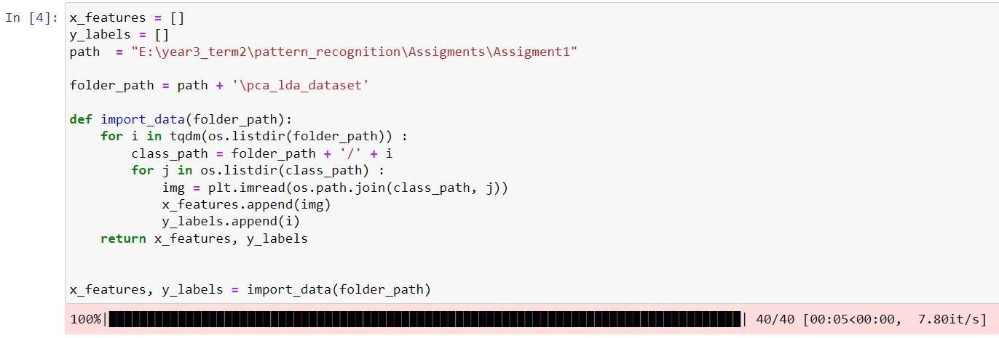 In [4]: x_features = []
y_labels = []
path  = "E:\year3_term2\pattern_recognition\Assigments\Assigment1"
folder_path = path + '\pca_lda_dataset'
def import_data(folder_path):
    for i in tqdm(os.listdir(folder_path)) :
        class_path = folder_path + '/' + i
        for j in os.listdir(class_path) :
            img = plt.imread(os.path.join(class_path, j))
            x_features.append(img)
            y_labels.append(i)
    return x_features, y_labels
x_features, y_labels = import_data(folder_path)
100%| | 40/40 [00:05<00:00,  7.80it/s]